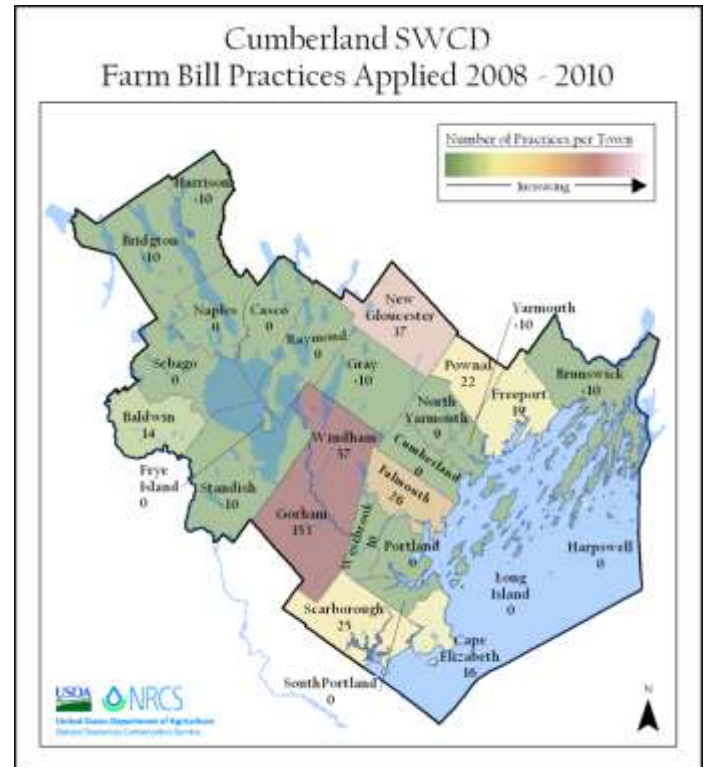 Cumberland SWCD
Farm Bill Practices Applied 2008 - 2010
Number of Practices per Town
Increasing
Harrison
<10
Bridgton
<10
Naples
0
Casco
0
Raymond
0
New
Gloucester
37
Yarmouth
<10
Sebago
0
Gray
<10
Pownal
22
Freeport
19
Brunswick
<10
Baldwin
14
North
Yarmouth
0
Windham
57
Cumberland
0
Frye
Island
0
Standish
<10
Falmouth
26
Gorham
Westbrook
10
Portland
0
Harpswell
0
Long
Island
0
Scarborough
25
Cape
Elizabeth
16
South Portland
0
N
USDA
NRCS
United States Department of Agriculture
Natural Resources Conservation Service